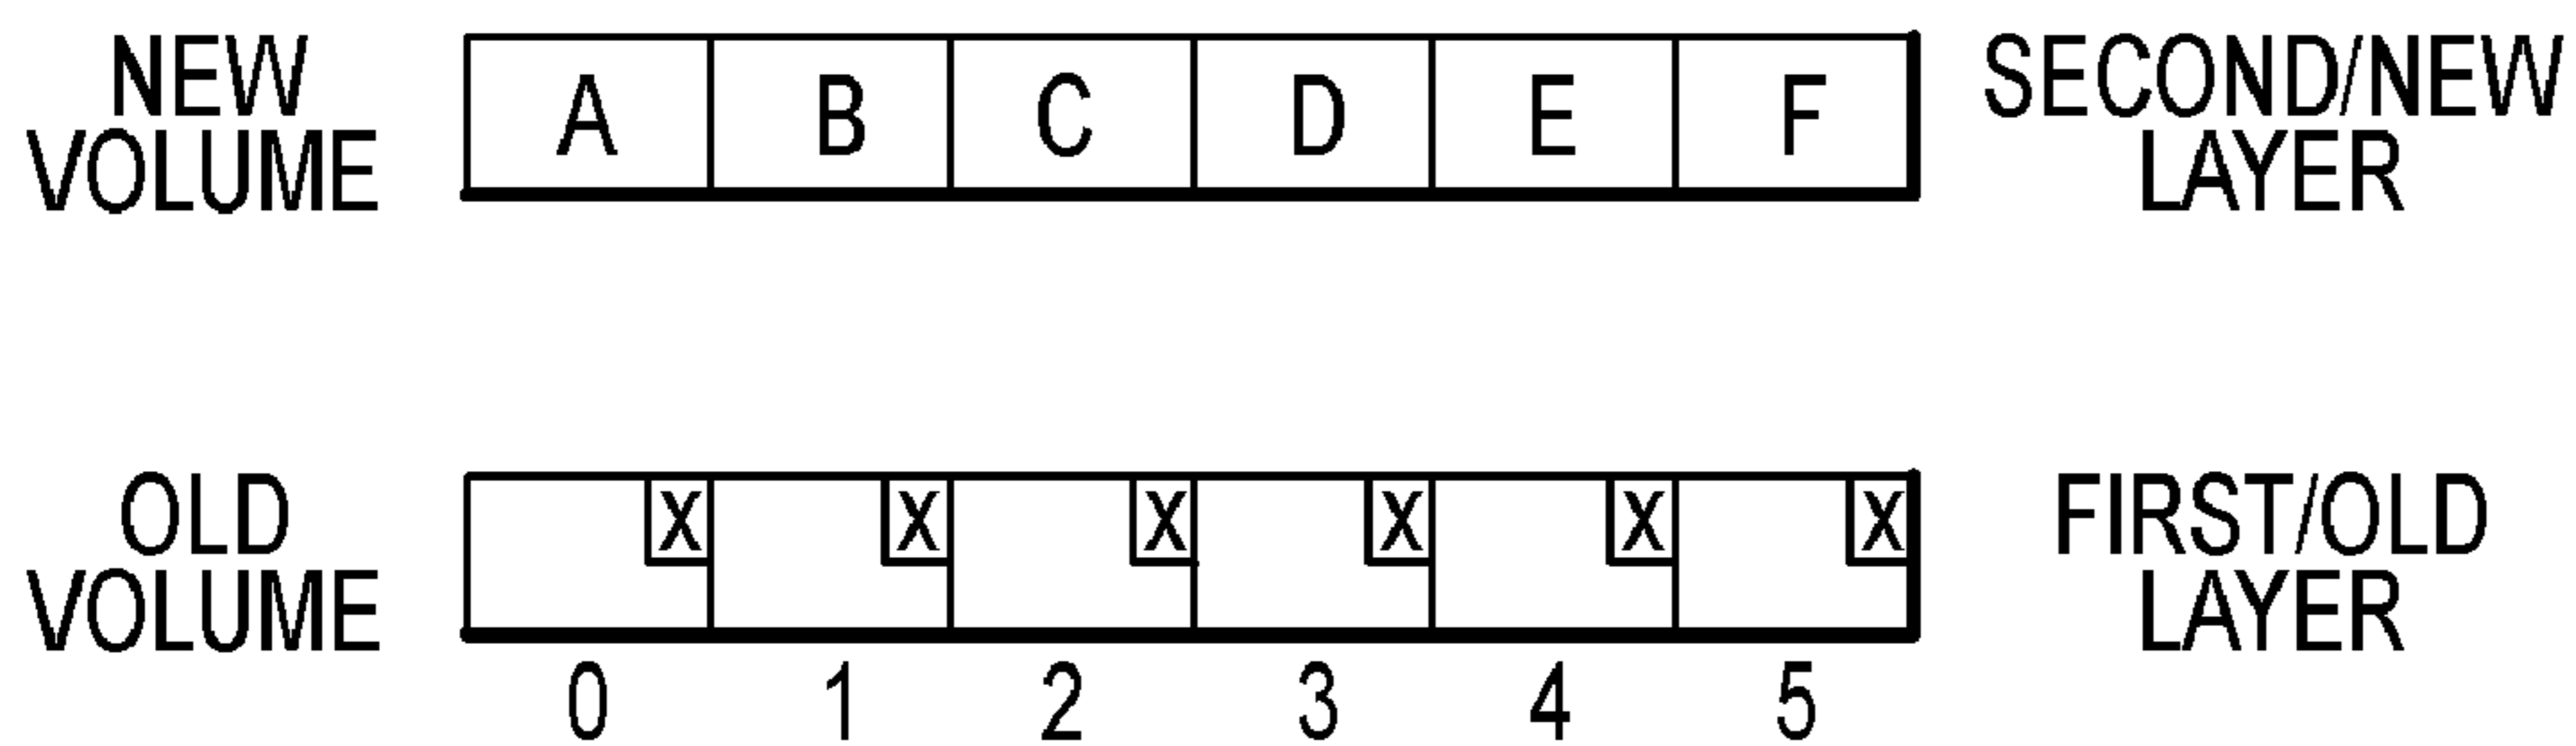 NEW
VOLUME
A B C D E F
SECOND/NEW
LAYER
OLD
VOLUME
X X X X X X
FIRST/OLD
LAYER
0 1 2 3 4 5